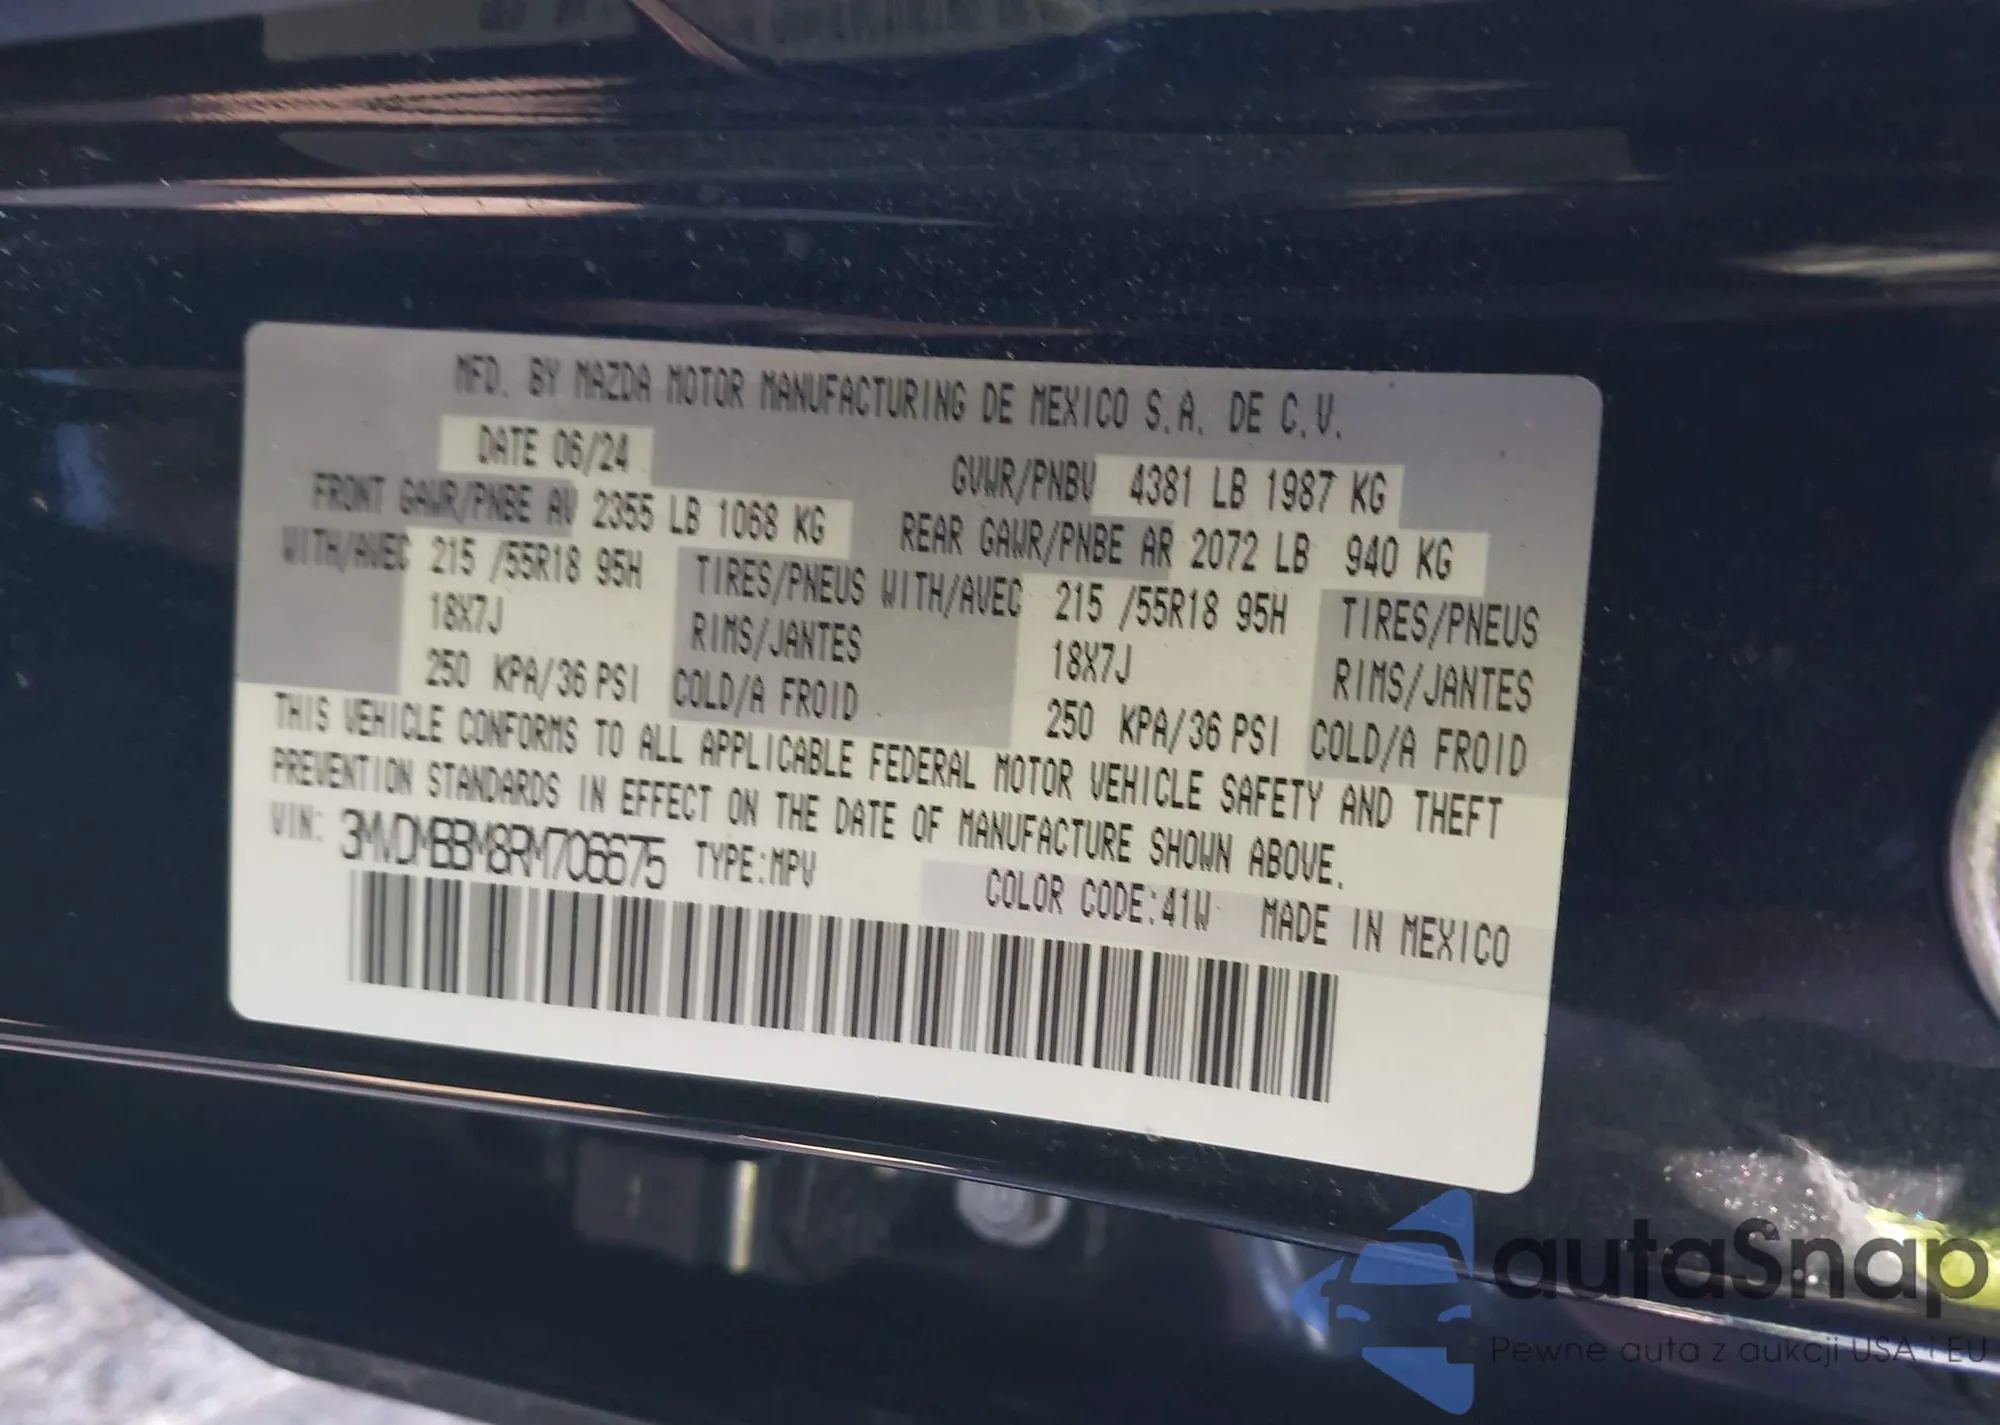 MFD. BY MAZDA MOTOR MANUFACTURING DE MEXICO S.A. DE C.V.
DATE 06/24 GVWR/PNBV 4381 LB 1987 KG
FRONT GAWR/PNBE AV 2355 LB 1068 KG REAR GAWR/PNBE AR 2072 LB 940 KG
WITH/AVEC 215 /55R18 95H TIRES/PNEUS WITH/AVEC 215 /55R18 95H TIRES/PNEUS
18X7J RIMS/JANTES 18X7J RIMS/JANTES
250 KPA/36 PSI COLD/A FROID 250 KPA/36 PSI COLD/A FROID
THIS VEHICLE CONFORMS TO ALL APPLICABLE FEDERAL MOTOR VEHICLE SAFETY AND THEFT
PREVENTION STANDARDS IN EFFECT ON THE DATE OF MANUFACTURE SHOWN ABOVE.
VIN: 3MVDMBBM8RM706675 TYPE:MPV COLOR CODE:41W MADE IN MEXICO
autaSnap
Pewne auta z aukcji USA i EU